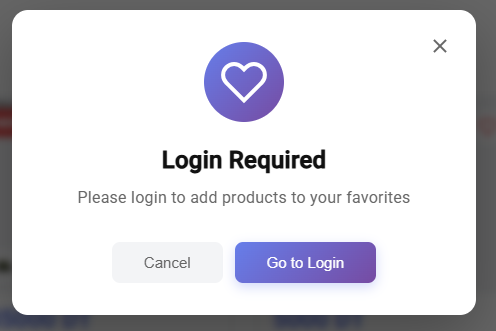 Login Required
Please login to add products to your favorites
Cancel
Go to Login